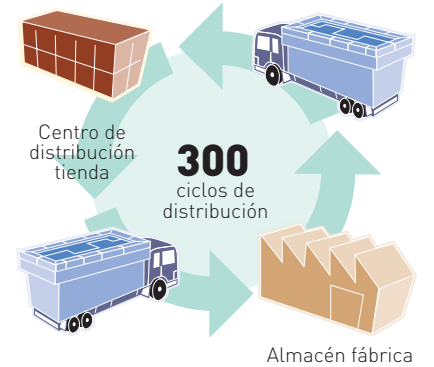 Centro de
distribución
tienda
300
ciclos de
distribución
Almacén fábrica